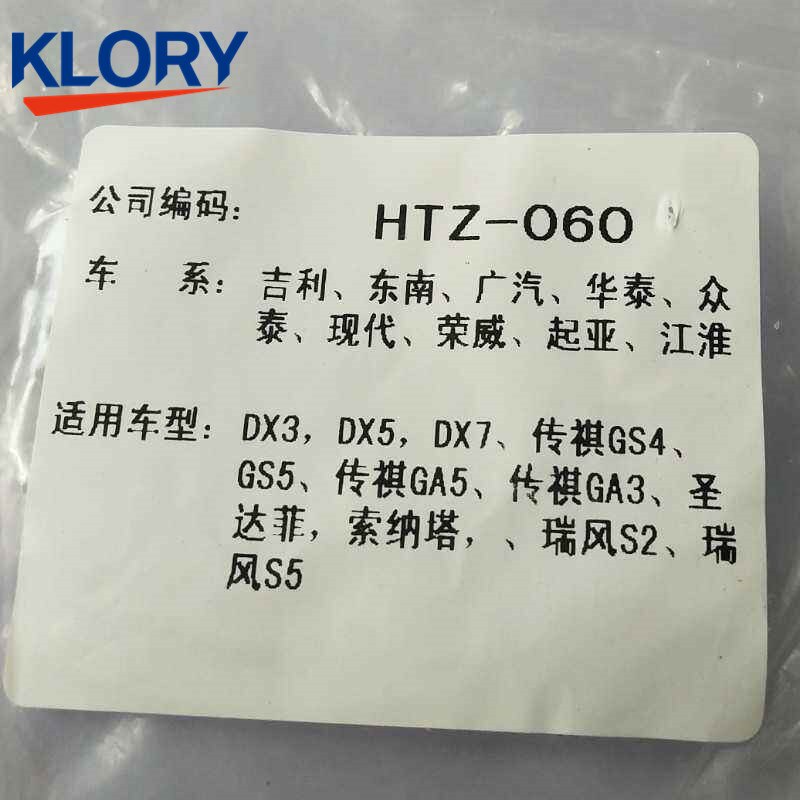 KLORY
公司编码: HTZ-060
车 系: 吉利、东南、广汽、华泰、众
泰、现代、荣威、起亚、江淮
适用车型: DX3, DX5, DX7、传祺GS4、
GS5、传祺GA5、传祺GA3、圣
达菲, 索纳塔, 、瑞风S2、瑞
风S5